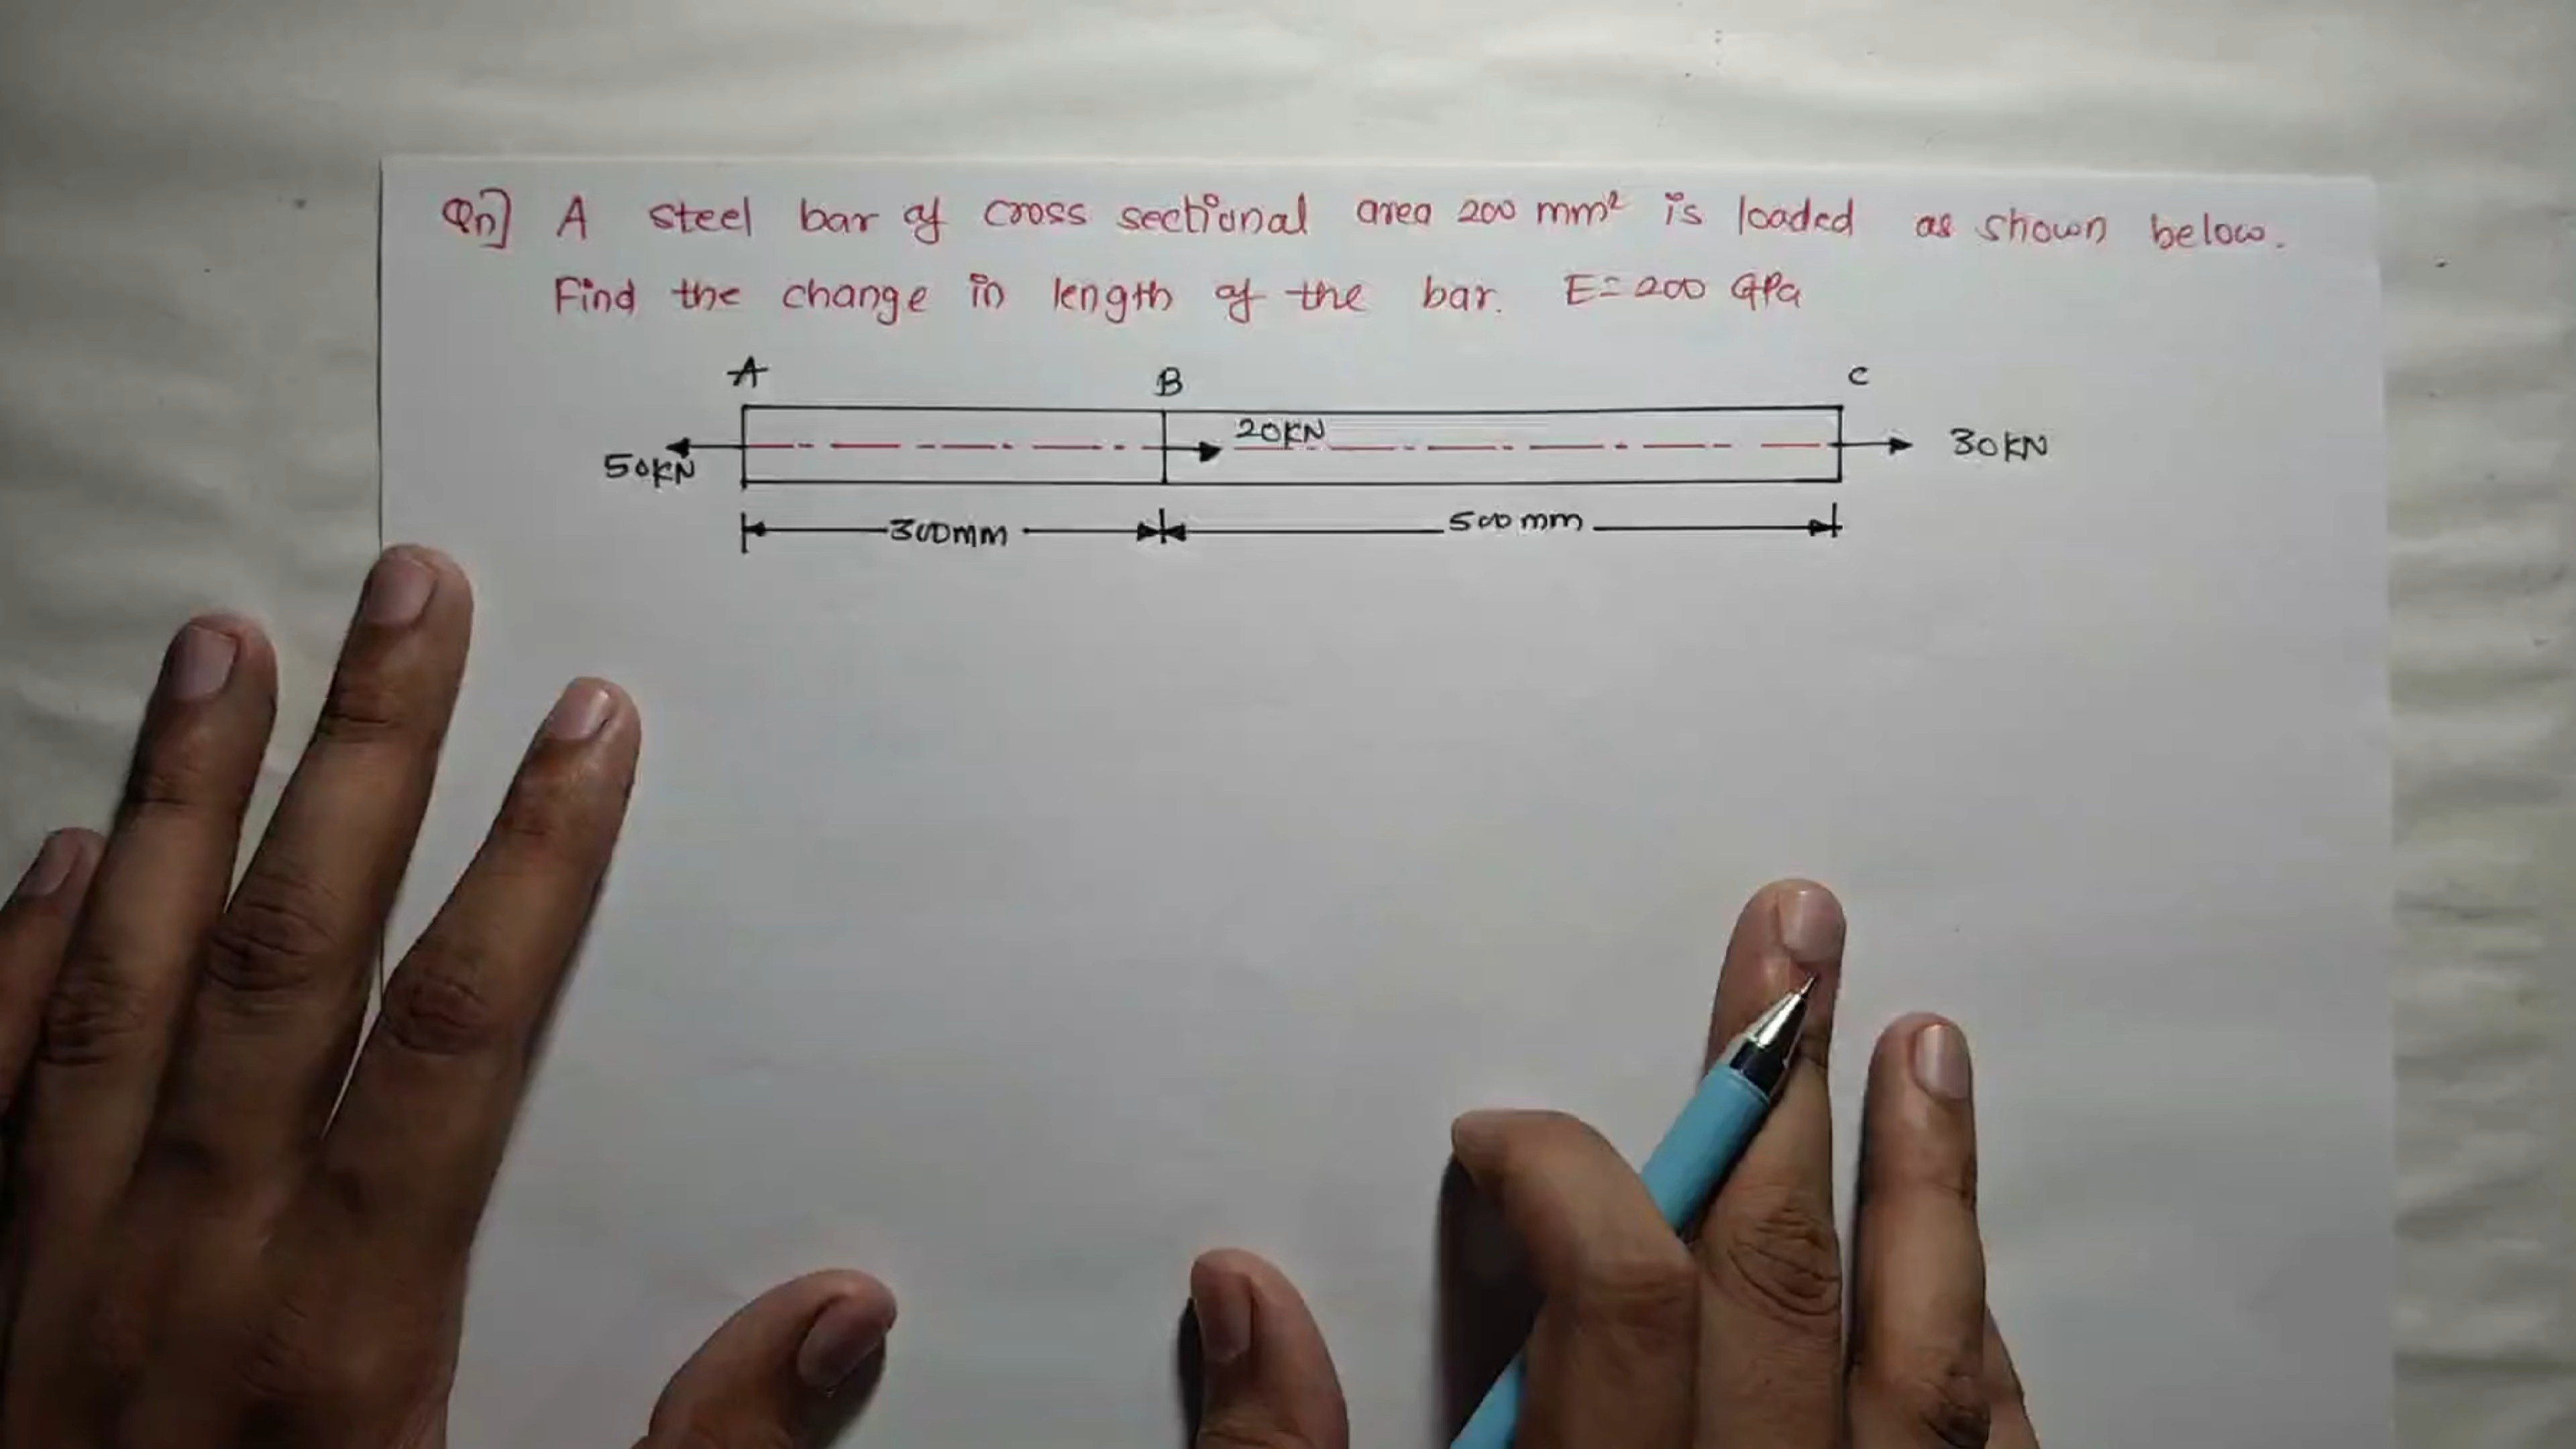 Qn] A steel bar of cross sectional area 200 mm² is loaded as shown below.
Find the change in length of the bar. E=200 GPa
A B C
50KN 20KN 30KN
300mm 500mm